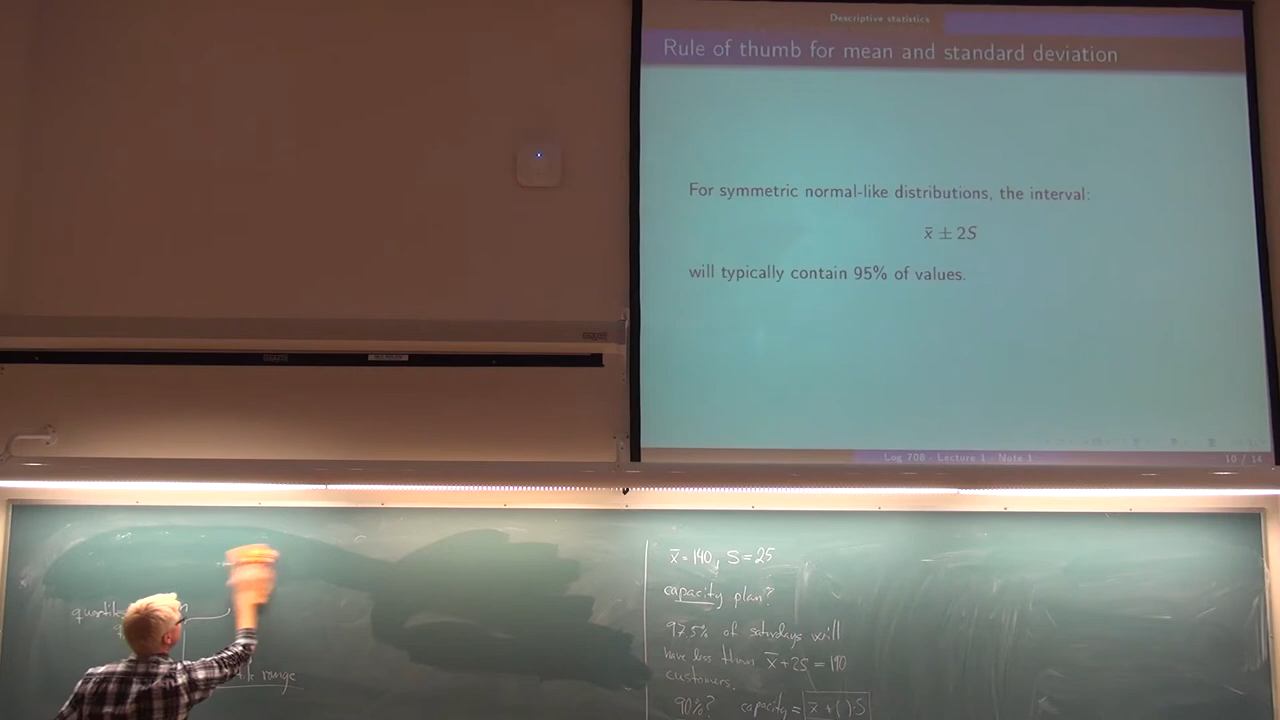 Descriptive statistics
Rule of thumb for mean and standard deviation
For symmetric normal-like distributions, the interval:
x̄ ± 2S
will typically contain 95% of values.
Log 708 - Lecture 1 - Note 1
10 / 14
x̄ = 140, S = 25
capacity plan?
97.5% of saturdays will
have less than x̄+2S = 190
customers.
90%? capacity = x̄ + ( )·S
range